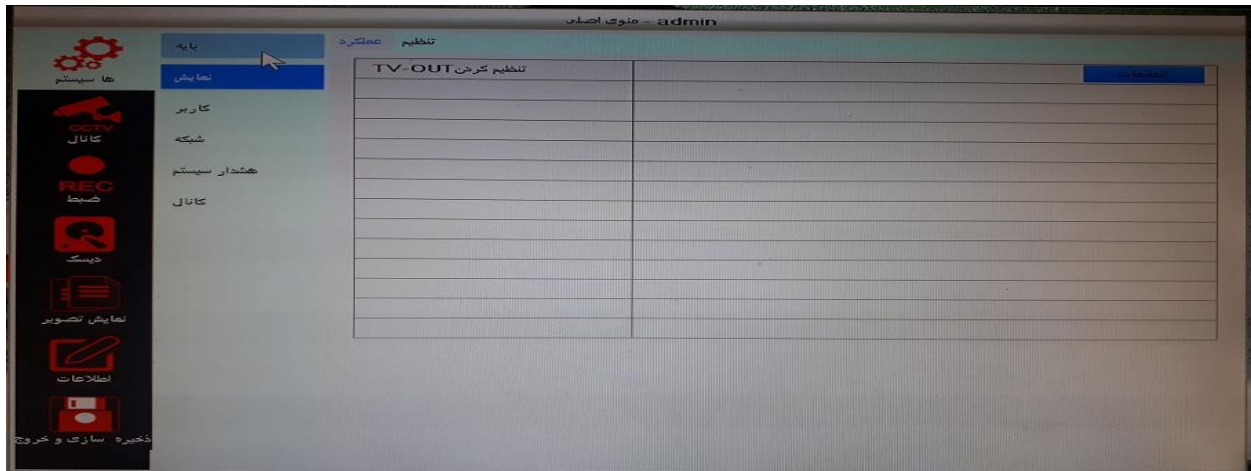 admin - منوی اصلی
ها سیستم
CCTV
کانال
REC
ضبط
دیسک
نمایش تصویر
اطلاعات
ذخیره سازی و خروج
پایه
نمایش
کاربر
شبکه
هشدار سیستم
کانال
عملکرد تنظیم
تنظیم کردن TV-OUT
تنظیمات